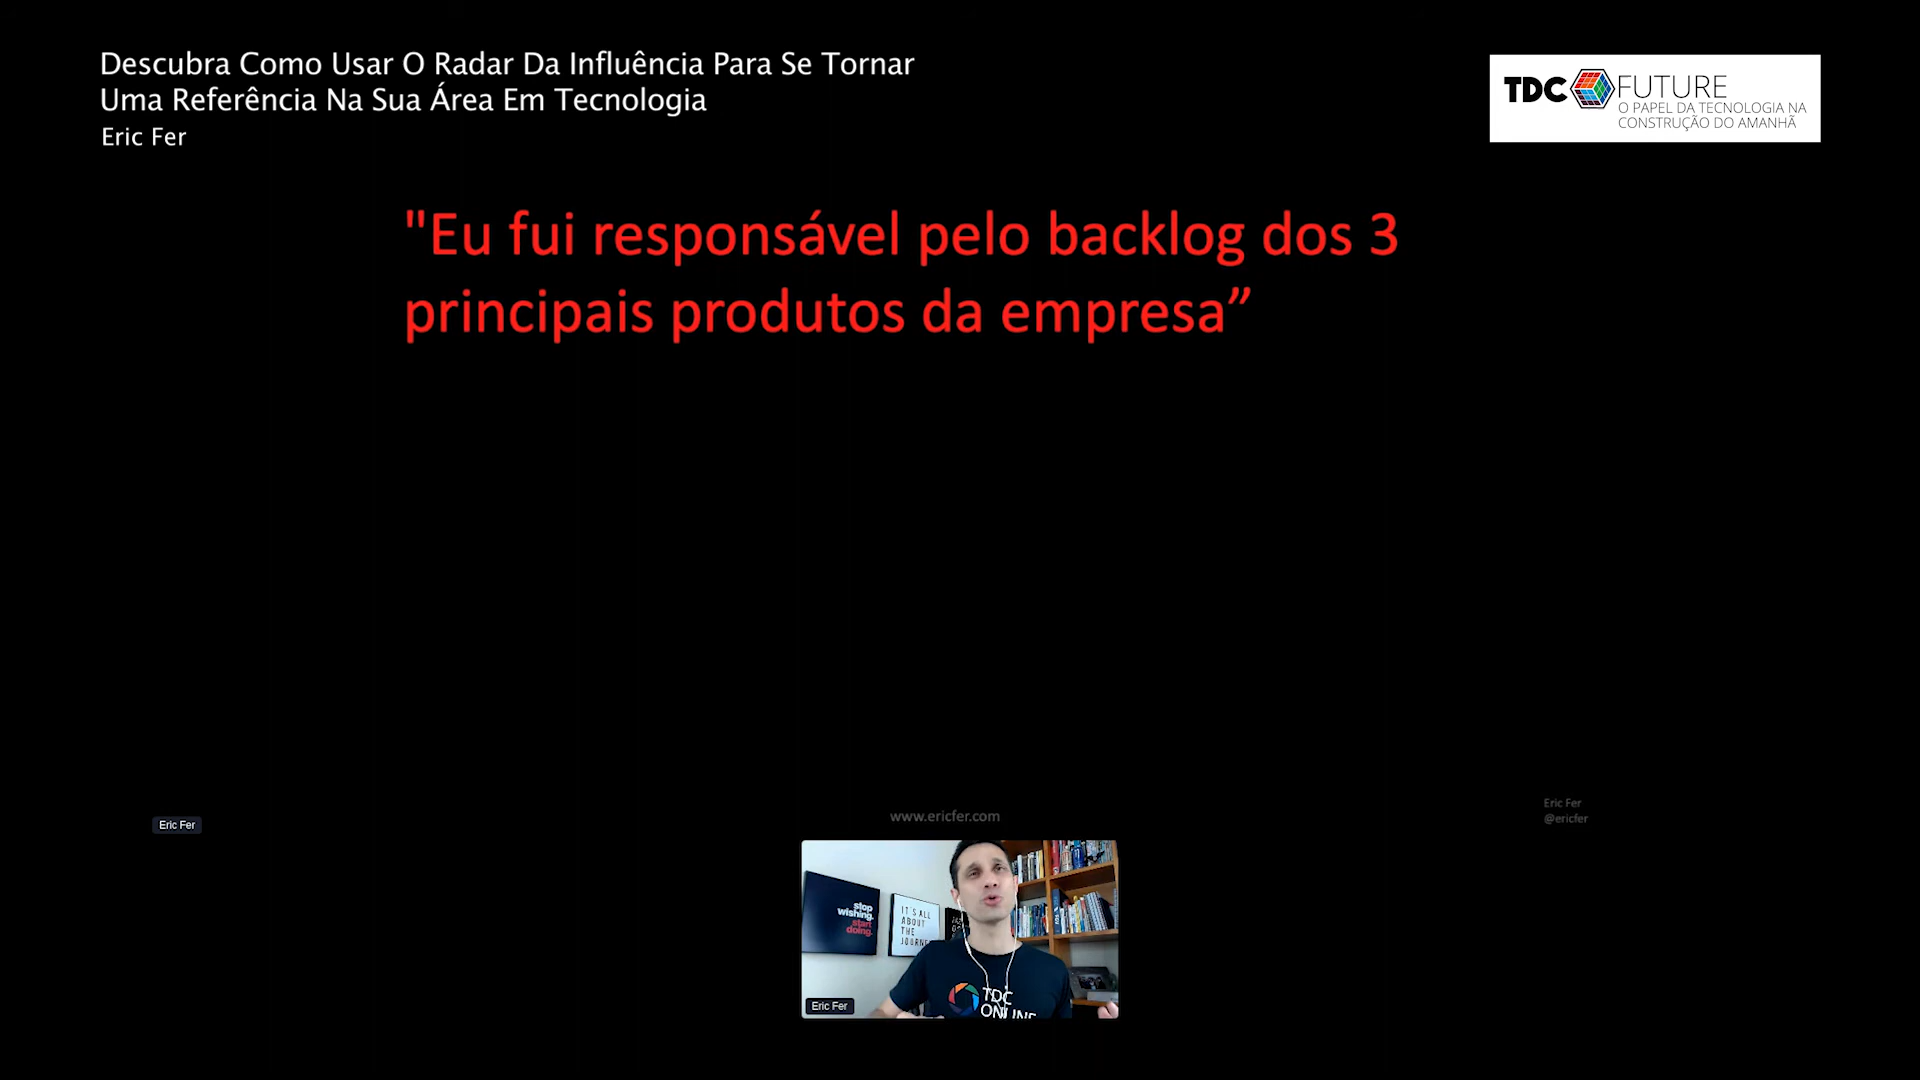 Descubra Como Usar O Radar Da Influência Para Se Tornar
Uma Referência Na Sua Área Em Tecnologia
Eric Fer
TDC FUTURE
O PAPEL DA TECNOLOGIA NA
CONSTRUÇÃO DO AMANHÃ
"Eu fui responsável pelo backlog dos 3
principais produtos da empresa”
Eric Fer
www.ericfer.com
Eric Fer
@ericfer
stop
wishing.
start
doing.
IT'S ALL
ABOUT
THE
JOURNE
TDC
ONLINE
Eric Fer